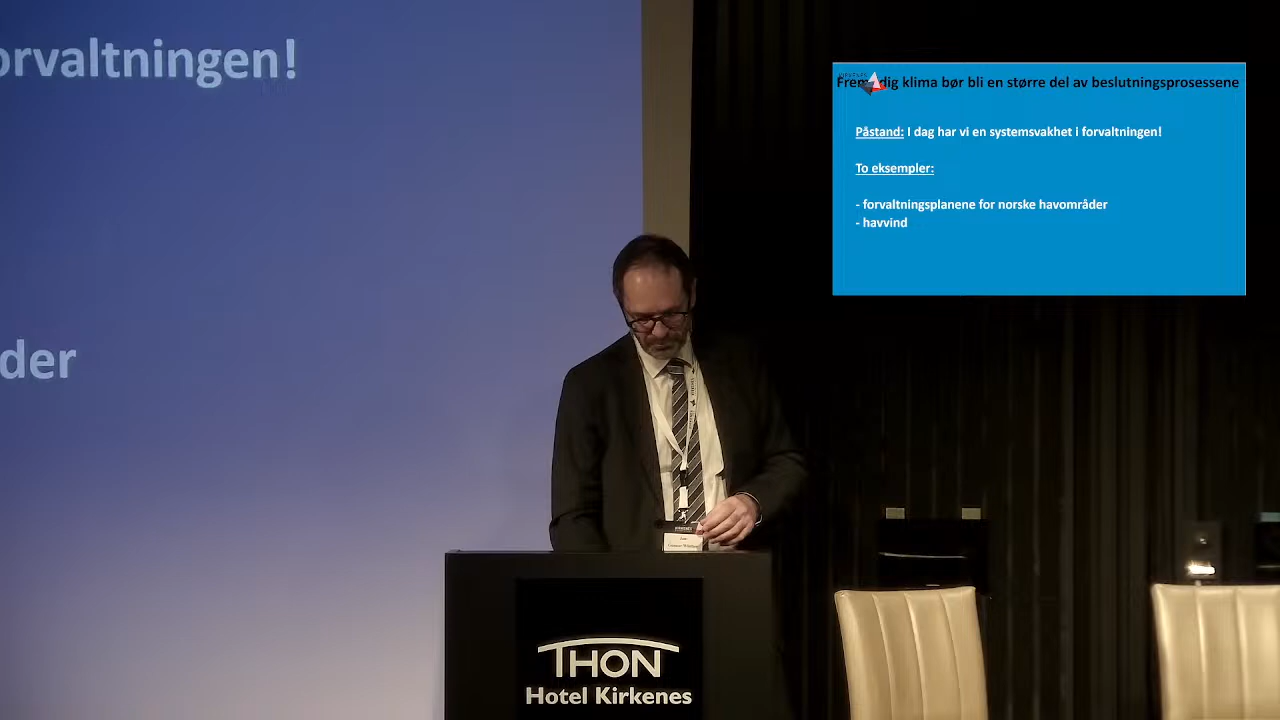 orvaltningen!
der
Frem dig klima bør bli en større del av beslutningsprosessene
Påstand: I dag har vi en systemsvakhet i forvaltningen!
To eksempler:
- forvaltningsplanene for norske havområder
- havvind
THON
Hotel Kirkenes